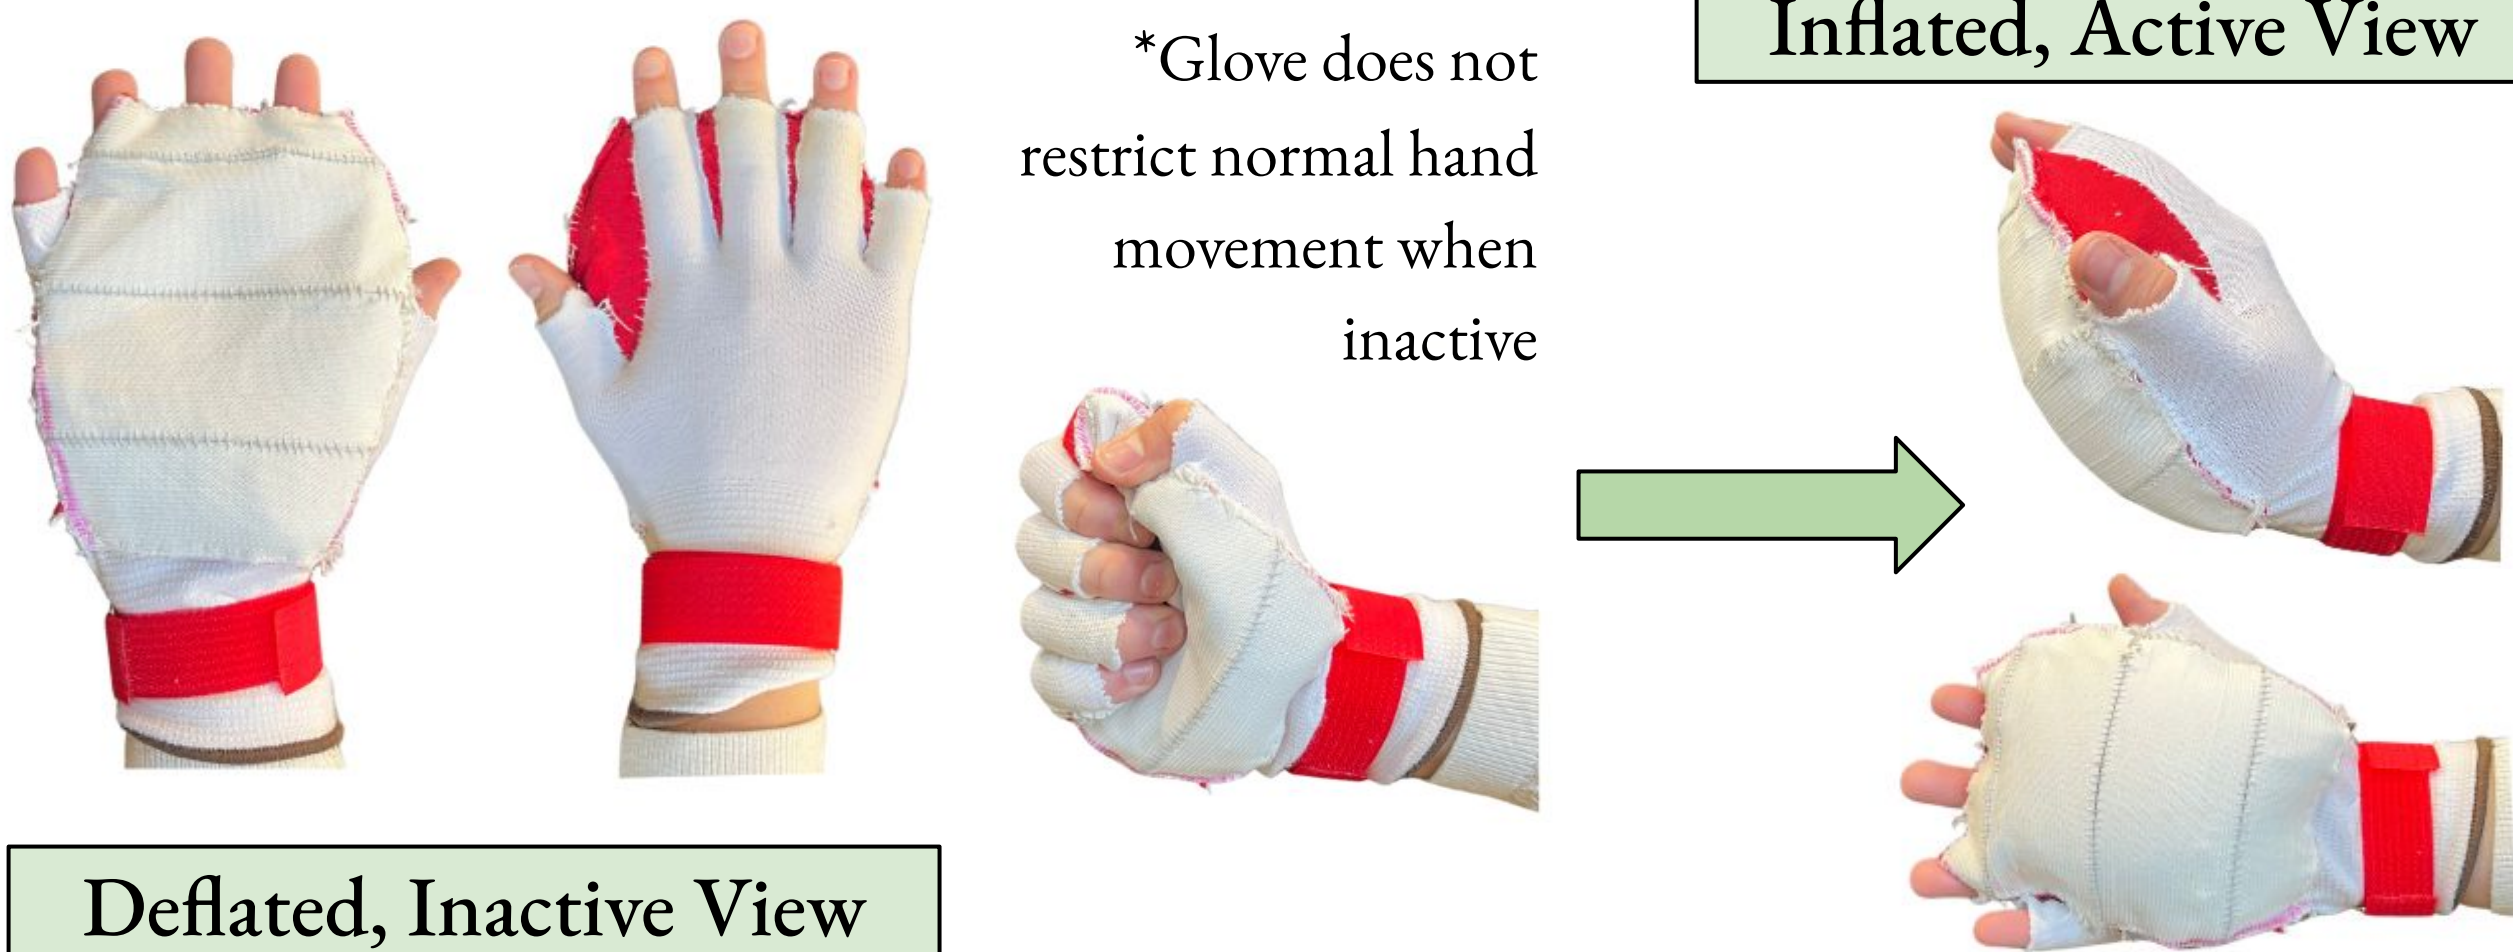 *Glove does not
restrict normal hand
movement when
inactive
Inflated, Active View
Deflated, Inactive View